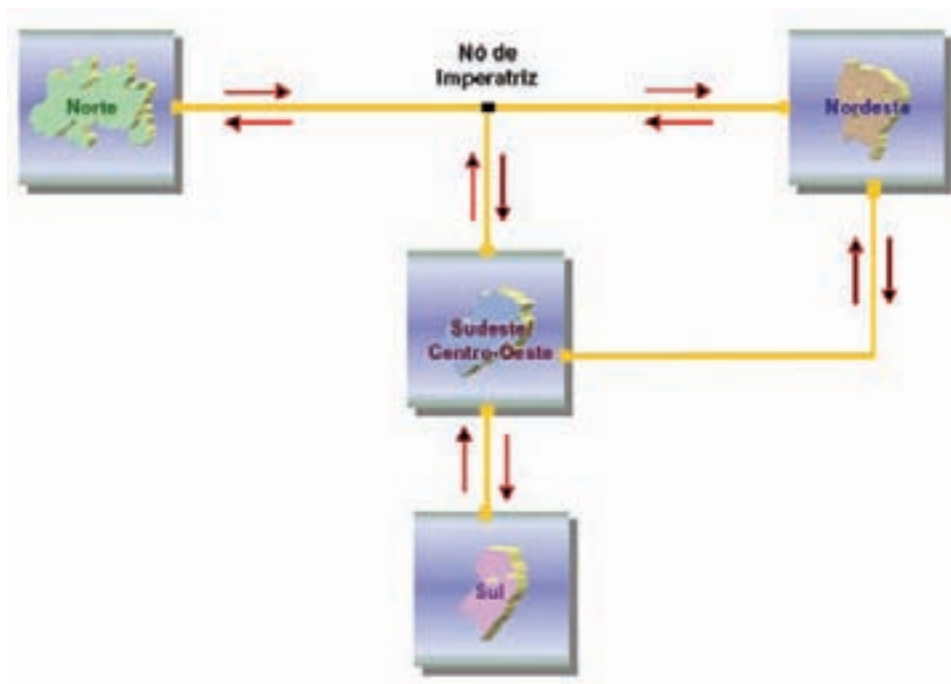 Nó de
Imperatriz
Norte
Nordeste
Sudeste/
Centro-Oeste
Sul